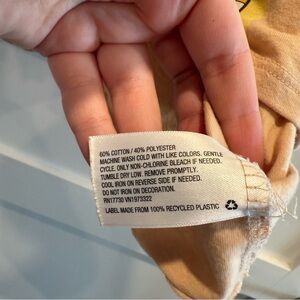 60% COTTON / 40% POLYESTER
MACHINE WASH COLD WITH LIKE COLORS. GENTLE
CYCLE. ONLY NON-CHLORINE BLEACH IF NEEDED.
TUMBLE DRY LOW. REMOVE PROMPTLY.
COOL IRON ON REVERSE SIDE IF NEEDED.
DO NOT IRON ON DECORATION.
RN17730 VN1973322
LABEL MADE FROM 100% RECYCLED PLASTIC